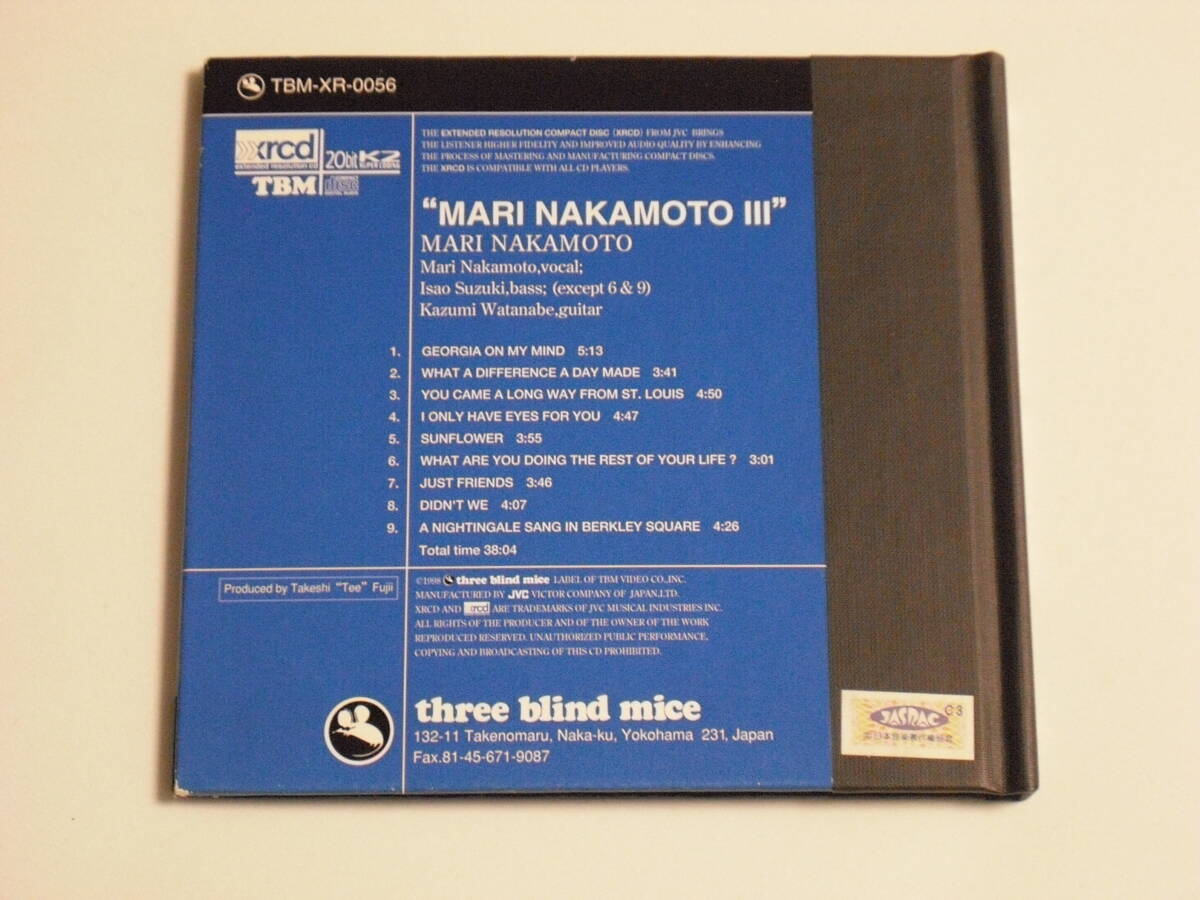 TBM-XR-0056
xrcd
extended resolution cd
20bit K2
SUPER CODING
TBM
COMPACT
disc
DIGITAL AUDIO
THE EXTENDED RESOLUTION COMPACT DISC (XRCD) FROM JVC BRINGS
THE LISTENER HIGHER FIDELITY AND IMPROVED AUDIO QUALITY BY ENHANCING
THE PROCESS OF MASTERING AND MANUFACTURING COMPACT DISCS.
THE XRCD IS COMPATIBLE WITH ALL CD PLAYERS.
“MARI NAKAMOTO III”
MARI NAKAMOTO
Mari Nakamoto,vocal;
Isao Suzuki,bass; (except 6 & 9)
Kazumi Watanabe,guitar
1. GEORGIA ON MY MIND 5:13
2. WHAT A DIFFERENCE A DAY MADE 3:41
3. YOU CAME A LONG WAY FROM ST. LOUIS 4:50
4. I ONLY HAVE EYES FOR YOU 4:47
5. SUNFLOWER 3:55
6. WHAT ARE YOU DOING THE REST OF YOUR LIFE ? 3:01
7. JUST FRIENDS 3:46
8. DIDN'T WE 4:07
9. A NIGHTINGALE SANG IN BERKLEY SQUARE 4:26
Total time 38:04
Produced by Takeshi “Tee” Fujii
©1998 three blind mice LABEL OF TBM VIDEO CO.,INC.
MANUFACTURED BY JVC VICTOR COMPANY OF JAPAN,LTD.
XRCD AND xrcd ARE TRADEMARKS OF JVC MUSICAL INDUSTRIES INC.
ALL RIGHTS OF THE PRODUCER AND OF THE OWNER OF THE WORK
REPRODUCED RESERVED. UNAUTHORIZED PUBLIC PERFORMANCE,
COPYING AND BROADCASTING OF THIS CD PROHIBITED.
three blind mice
132-11 Takenomaru, Naka-ku, Yokohama 231, Japan
Fax.81-45-671-9087
JASRAC